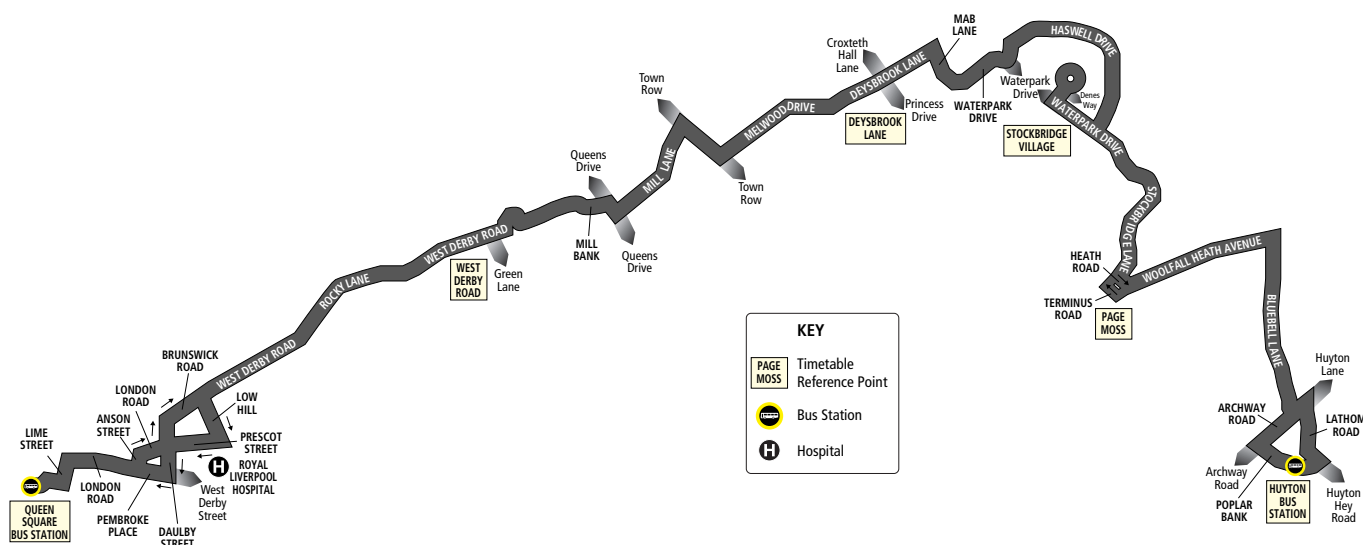 LIME
STREET
QUEEN
SQUARE
BUS STATION
LONDON
ROAD
ANSON
STREET
LONDON
ROAD
BRUNSWICK
ROAD
PEMBROKE
PLACE
DAULBY
STREET
West
Derby
Street
H
ROYAL
LIVERPOOL
HOSPITAL
PRESCOT
STREET
LOW
HILL
WEST DERBY ROAD
ROCKY LANE
WEST DERBY ROAD
WEST
DERBY
ROAD
Green
Lane
MILL
BANK
Queens
Drive
Queens
Drive
MILL LANE
Town
Row
Town
Row
MELWOOD DRIVE
DEYSBROOK LANE
Croxteth
Hall
Lane
Princess
Drive
DEYSBROOK
LANE
MAB
LANE
WATERPARK
DRIVE
Waterpark
Drive
HASWELL DRIVE
Denes
Way
WATERPARK DRIVE
STOCKBRIDGE
VILLAGE
STOCKBRIDGE LANE
HEATH
ROAD
TERMINUS
ROAD
PAGE
MOSS
WOOLFALL HEATH AVENUE
BLUEBELL LANE
Huyton
Lane
ARCHWAY
ROAD
LATHOM
ROAD
Archway
Road
POPLAR
BANK
HUYTON
BUS
STATION
Huyton
Hey
Road
KEY
PAGE
MOSS
Timetable
Reference Point
Bus Station
H
Hospital